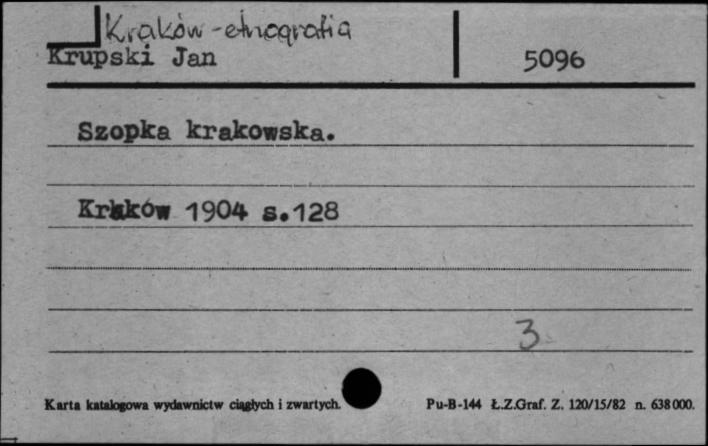 Kraków - etnografia
Krupski Jan 5096
Szopka krakowska.
Kraków 1904 s.128
3
Karta katalogowa wydawnictw ciągłych i zwartych. Pu-B-144 Ł.Z.Graf. Z. 120/15/82 n. 638000.